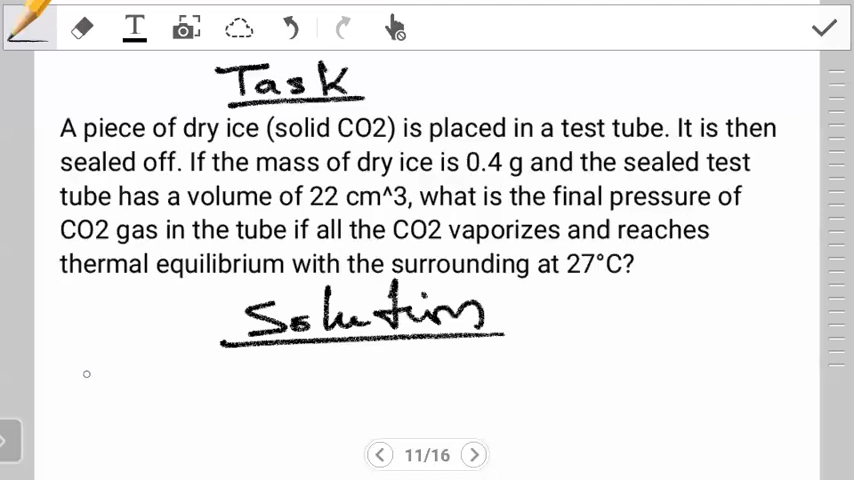 T
Task
A piece of dry ice (solid CO2) is placed in a test tube. It is then
sealed off. If the mass of dry ice is 0.4 g and the sealed test
tube has a volume of 22 cm^3, what is the final pressure of
CO2 gas in the tube if all the CO2 vaporizes and reaches
thermal equilibrium with the surrounding at 27°C?
Solution
11/16